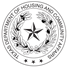 TEXAS DEPARTMENT OF HOUSING AND COMMUNITY AFFAIRS